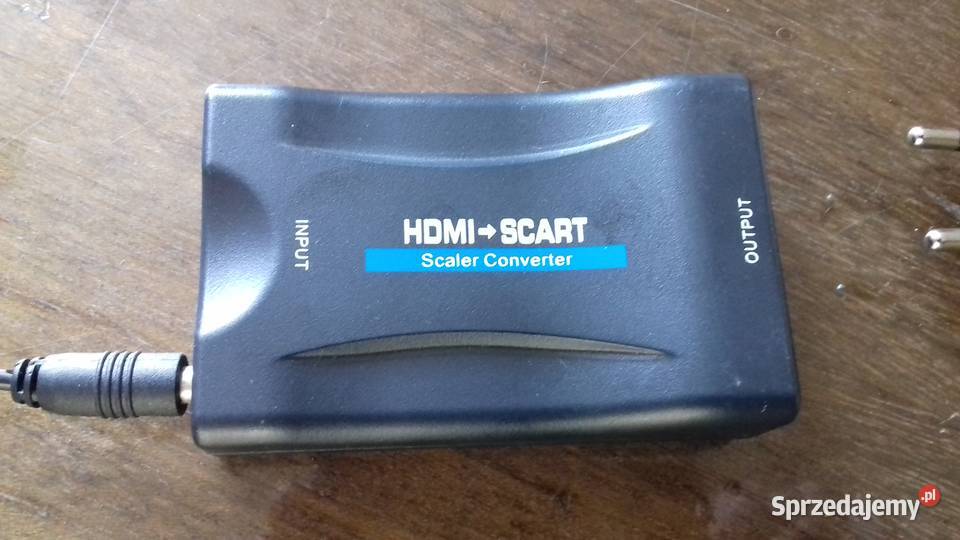 INPUT
HDMI→SCART
Scaler Converter
OUTPUT
Sprzedajemy.pl